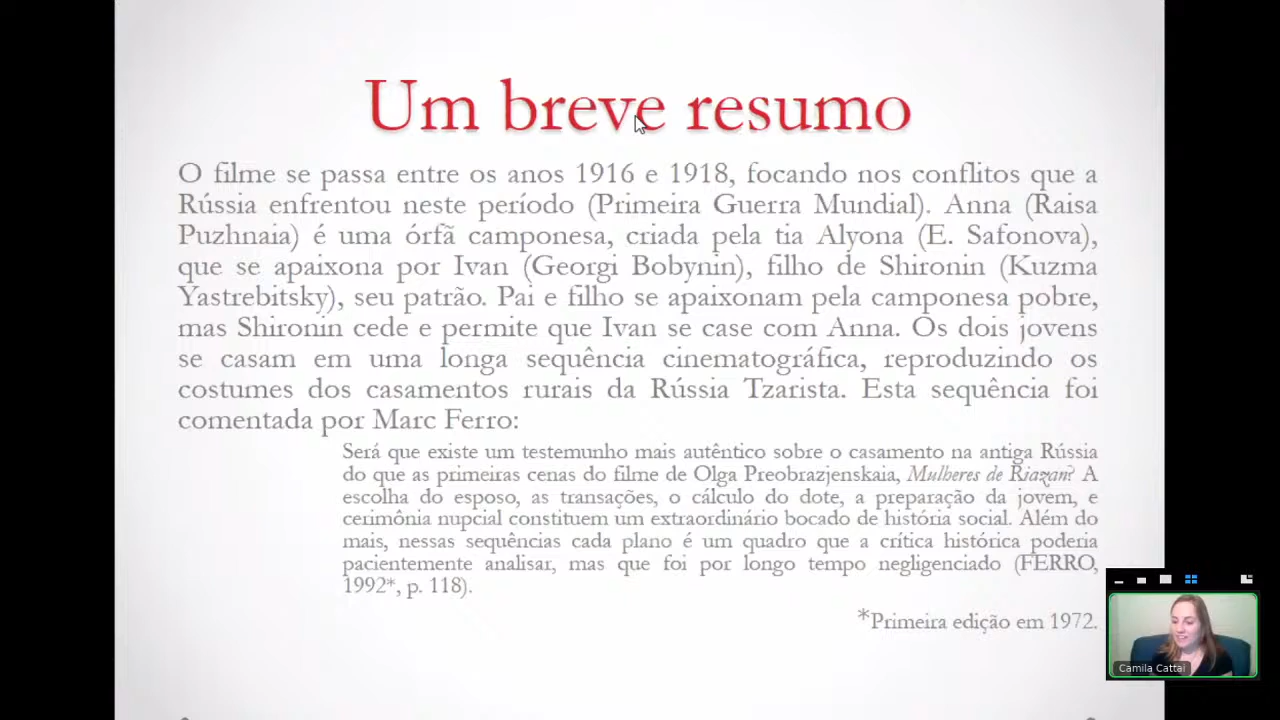 Um breve resumo
O filme se passa entre os anos 1916 e 1918, focando nos conflitos que a
Rússia enfrentou neste período (Primeira Guerra Mundial). Anna (Raisa
Puzhnaia) é uma órfã camponesa, criada pela tia Alyona (E. Safonova),
que se apaixona por Ivan (Georgi Bobynin), filho de Shironin (Kuzma
Yastrebitsky), seu patrão. Pai e filho se apaixonam pela camponesa pobre,
mas Shironin cede e permite que Ivan se case com Anna. Os dois jovens
se casam em uma longa sequência cinematográfica, reproduzindo os
costumes dos casamentos rurais da Rússia Tzarista. Esta sequência foi
comentada por Marc Ferro:
Será que existe um testemunho mais autêntico sobre o casamento na antiga Rússia
do que as primeiras cenas do filme de Olga Preobrazjenskaia, Mulheres de Riazan? A
escolha do esposo, as transações, o cálculo do dote, a preparação da jovem, e
cerimônia nupcial constituem um extraordinário bocado de história social. Além do
mais, nessas sequências cada plano é um quadro que a crítica histórica poderia
pacientemente analisar, mas que foi por longo tempo negligenciado (FERRO,
1992*, p. 118).
*Primeira edição em 1972.
Camila Cattai